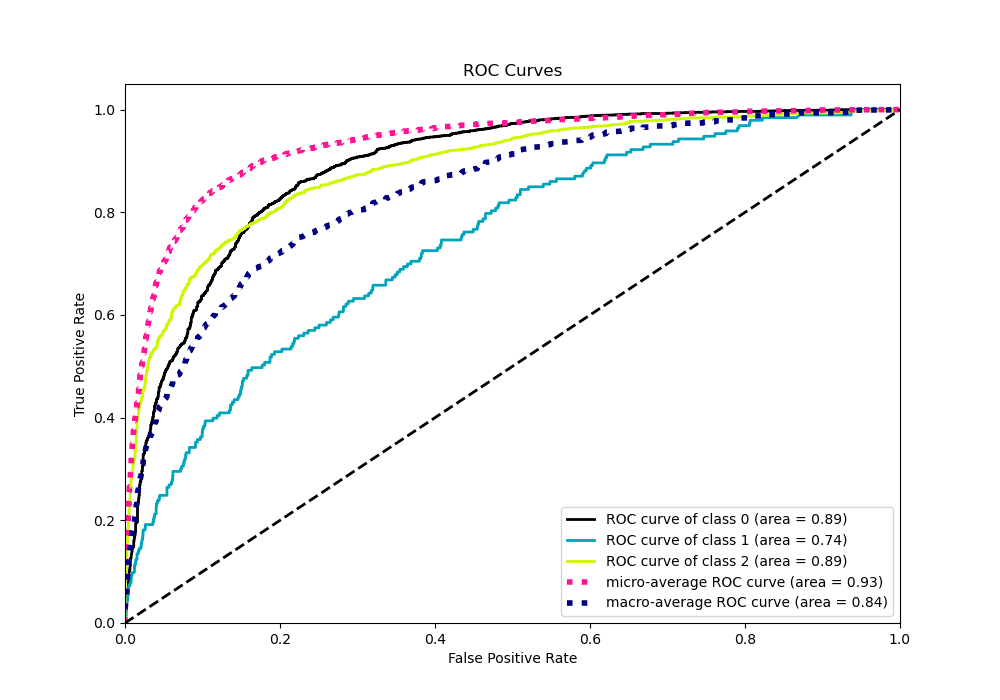 ROC Curves
True Positive Rate
1.0
0.8
0.6
0.4
0.2
0.0
0.0 0.2 0.4 0.6 0.8 1.0
False Positive Rate
ROC curve of class 0 (area = 0.89)
ROC curve of class 1 (area = 0.74)
ROC curve of class 2 (area = 0.89)
micro-average ROC curve (area = 0.93)
macro-average ROC curve (area = 0.84)